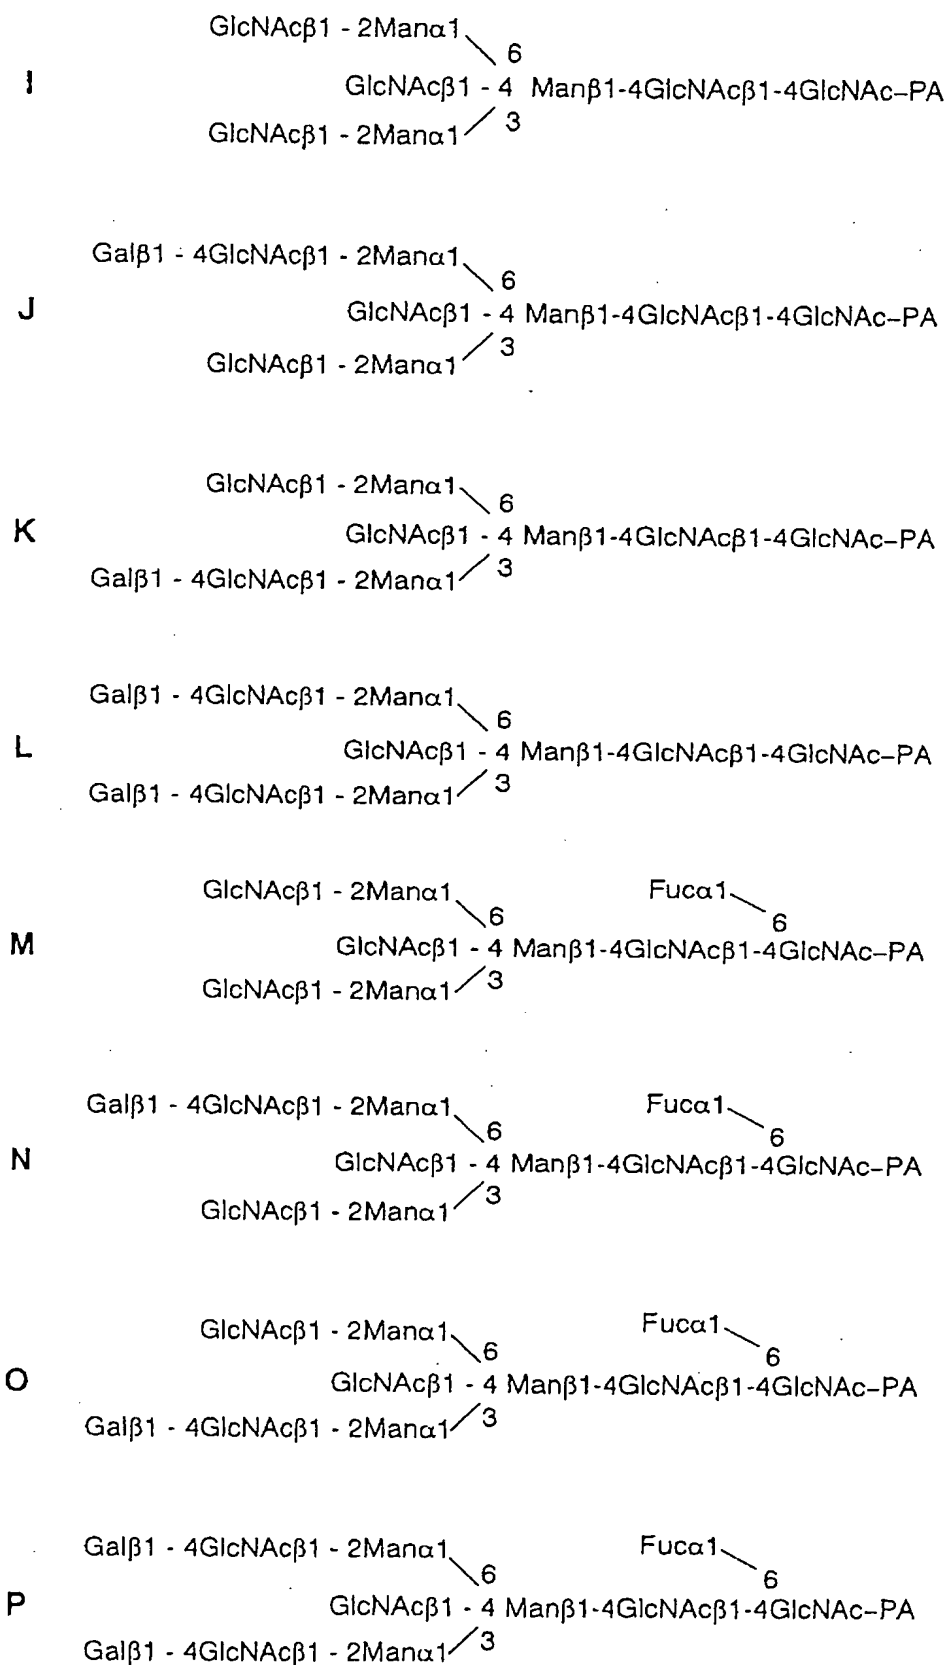 GlcNAcβ1 - 2Manα1
6
I GlcNAcβ1 - 4 Manβ1-4GlcNAcβ1-4GlcNAc–PA
3
GlcNAcβ1 - 2Manα1
Galβ1 - 4GlcNAcβ1 - 2Manα1
6
J GlcNAcβ1 - 4 Manβ1-4GlcNAcβ1-4GlcNAc–PA
3
GlcNAcβ1 - 2Manα1
GlcNAcβ1 - 2Manα1
6
K GlcNAcβ1 - 4 Manβ1-4GlcNAcβ1-4GlcNAc–PA
3
Galβ1 - 4GlcNAcβ1 - 2Manα1
Galβ1 - 4GlcNAcβ1 - 2Manα1
6
L GlcNAcβ1 - 4 Manβ1-4GlcNAcβ1-4GlcNAc–PA
3
Galβ1 - 4GlcNAcβ1 - 2Manα1
GlcNAcβ1 - 2Manα1 Fucα1
6 6
M GlcNAcβ1 - 4 Manβ1-4GlcNAcβ1-4GlcNAc–PA
3
GlcNAcβ1 - 2Manα1
Galβ1 - 4GlcNAcβ1 - 2Manα1 Fucα1
6 6
N GlcNAcβ1 - 4 Manβ1-4GlcNAcβ1-4GlcNAc–PA
3
GlcNAcβ1 - 2Manα1
GlcNAcβ1 - 2Manα1 Fucα1
6 6
O GlcNAcβ1 - 4 Manβ1-4GlcNAcβ1-4GlcNAc–PA
3
Galβ1 - 4GlcNAcβ1 - 2Manα1
Galβ1 - 4GlcNAcβ1 - 2Manα1 Fucα1
6 6
P GlcNAcβ1 - 4 Manβ1-4GlcNAcβ1-4GlcNAc–PA
3
Galβ1 - 4GlcNAcβ1 - 2Manα1